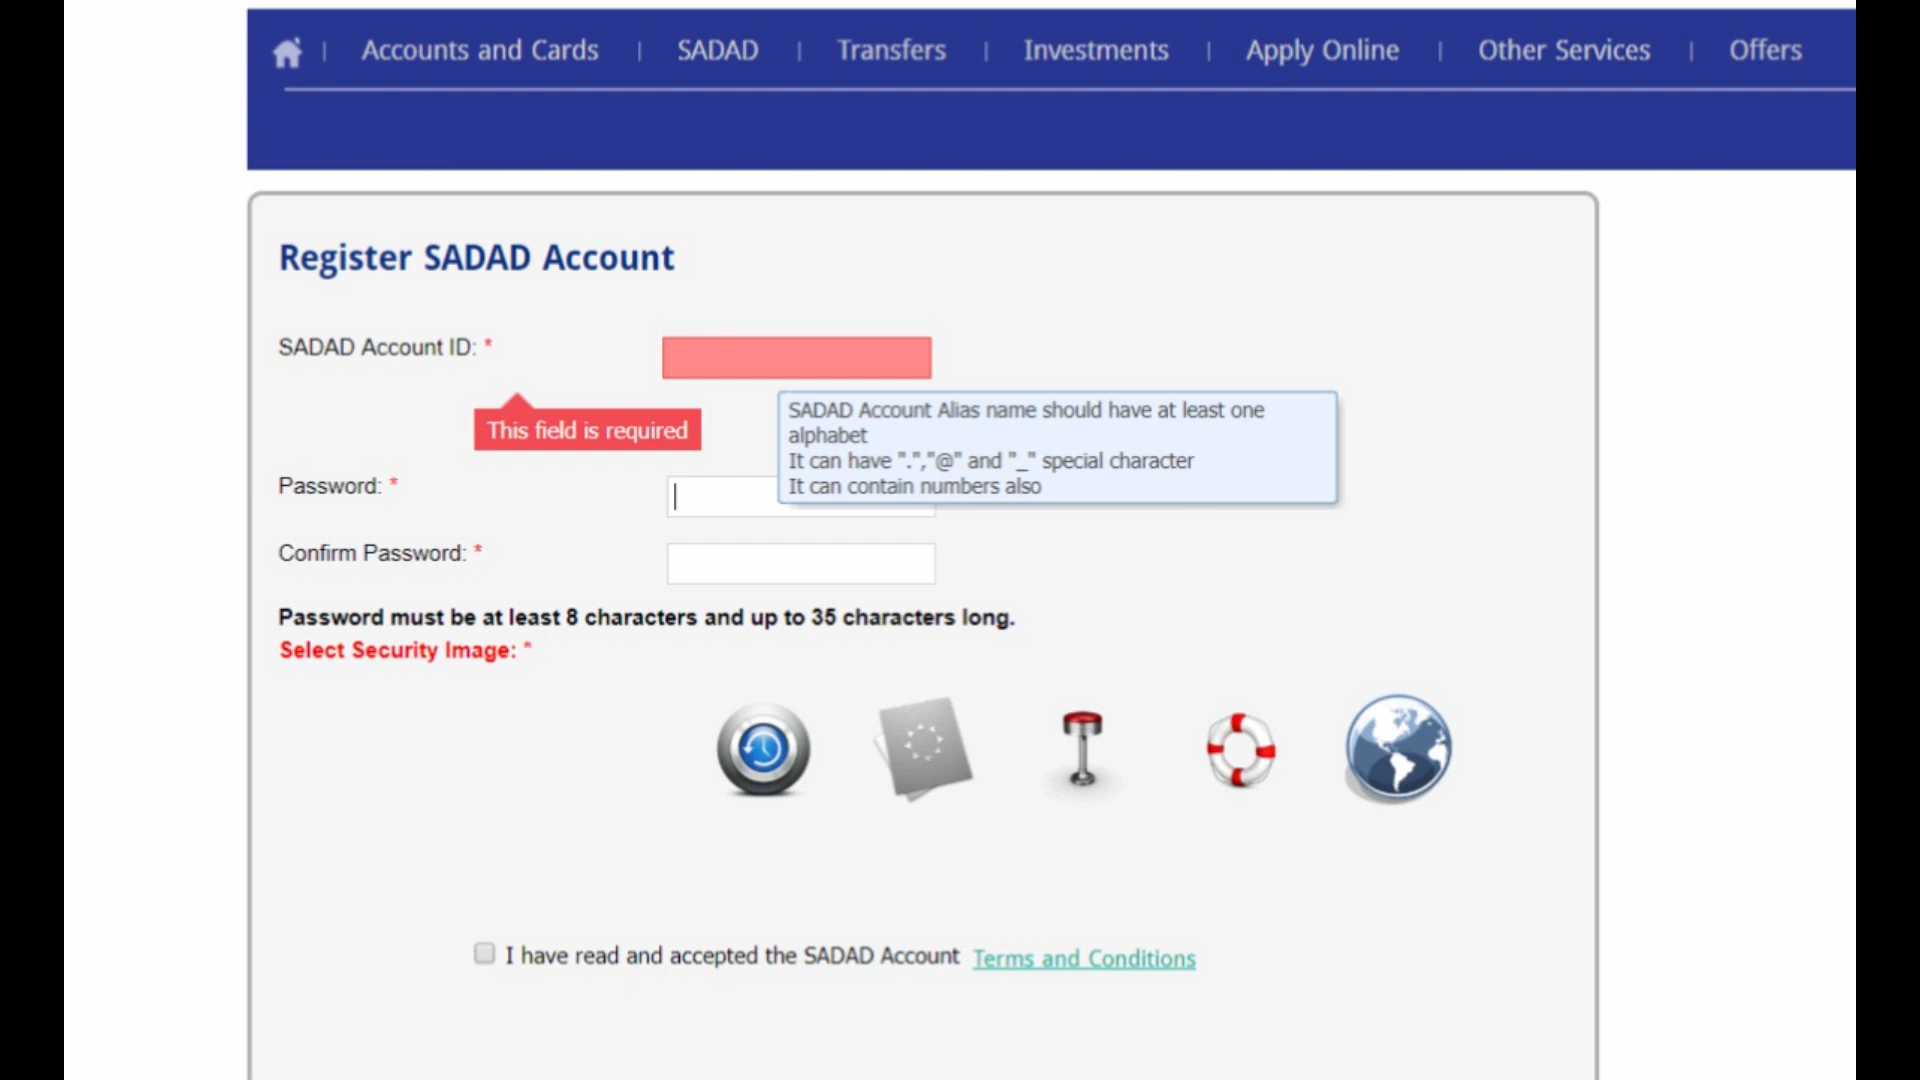 Accounts and Cards | SADAD | Transfers | Investments | Apply Online | Other Services | Offers
Register SADAD Account
SADAD Account ID: *
This field is required
SADAD Account Alias name should have at least one
alphabet
It can have ".","@" and "_" special character
It can contain numbers also
Password: *
Confirm Password: *
Password must be at least 8 characters and up to 35 characters long.
Select Security Image: *
I have read and accepted the SADAD Account Terms and Conditions